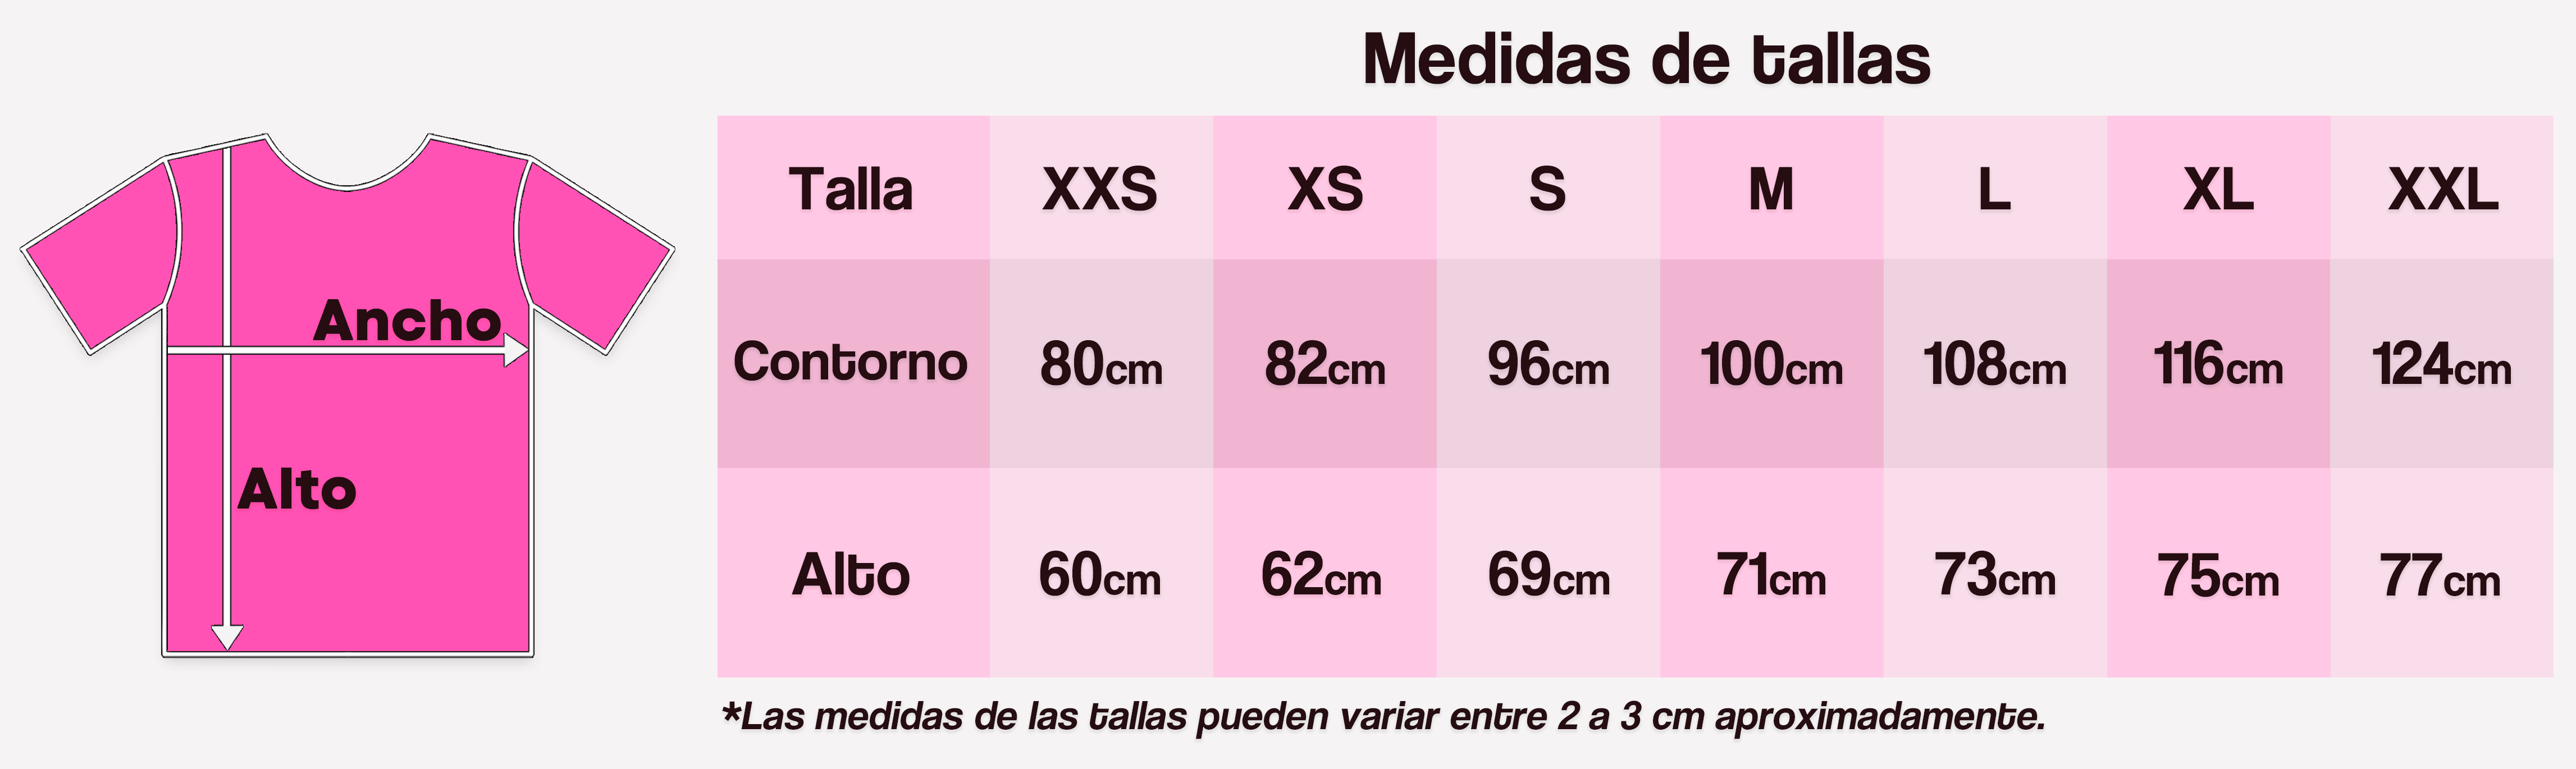 Medidas de tallas
Ancho
Alto
Talla XXS XS S M L XL XXL
Contorno 80cm 82cm 96cm 100cm 108cm 116cm 124cm
Alto 60cm 62cm 69cm 71cm 73cm 75cm 77cm
*Las medidas de las tallas pueden variar entre 2 a 3 cm aproximadamente.